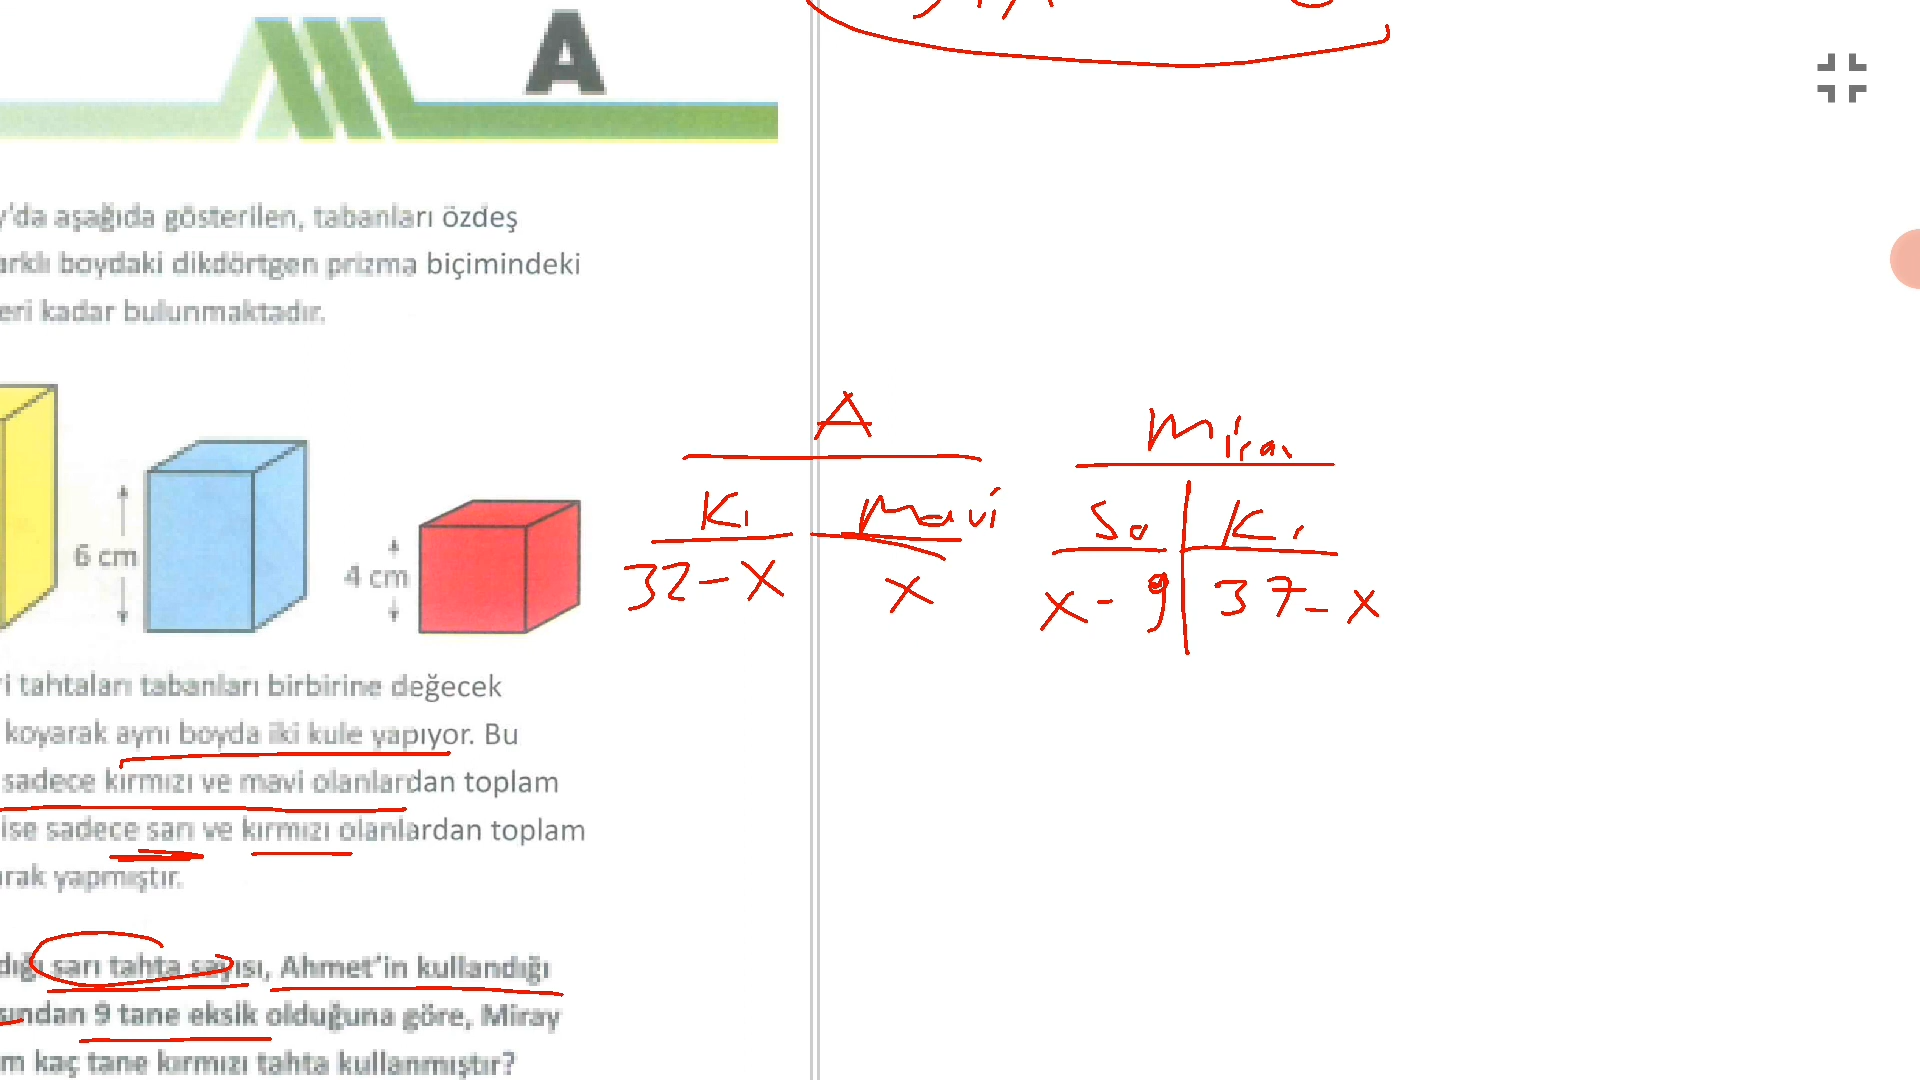 A
y'da aşağıda gösterilen, tabanları özdeş
arklı boydaki dikdörtgen prizma biçimindeki
eri kadar bulunmaktadır.
6 cm
4 cm
i tahtaları tabanları birbirine değecek
koyarak aynı boyda iki kule yapıyor. Bu
sadece kırmızı ve mavi olanlardan toplam
ise sadece sarı ve kırmızı olanlardan toplam
arak yapmıştır.
dığı sarı tahta sayısı, Ahmet'in kullandığı
sından 9 tane eksik olduğuna göre, Miray
m kaç tane kırmızı tahta kullanmıştır?
A
Kı Mavi
32-x x
Sa Kı
x-9 37-x